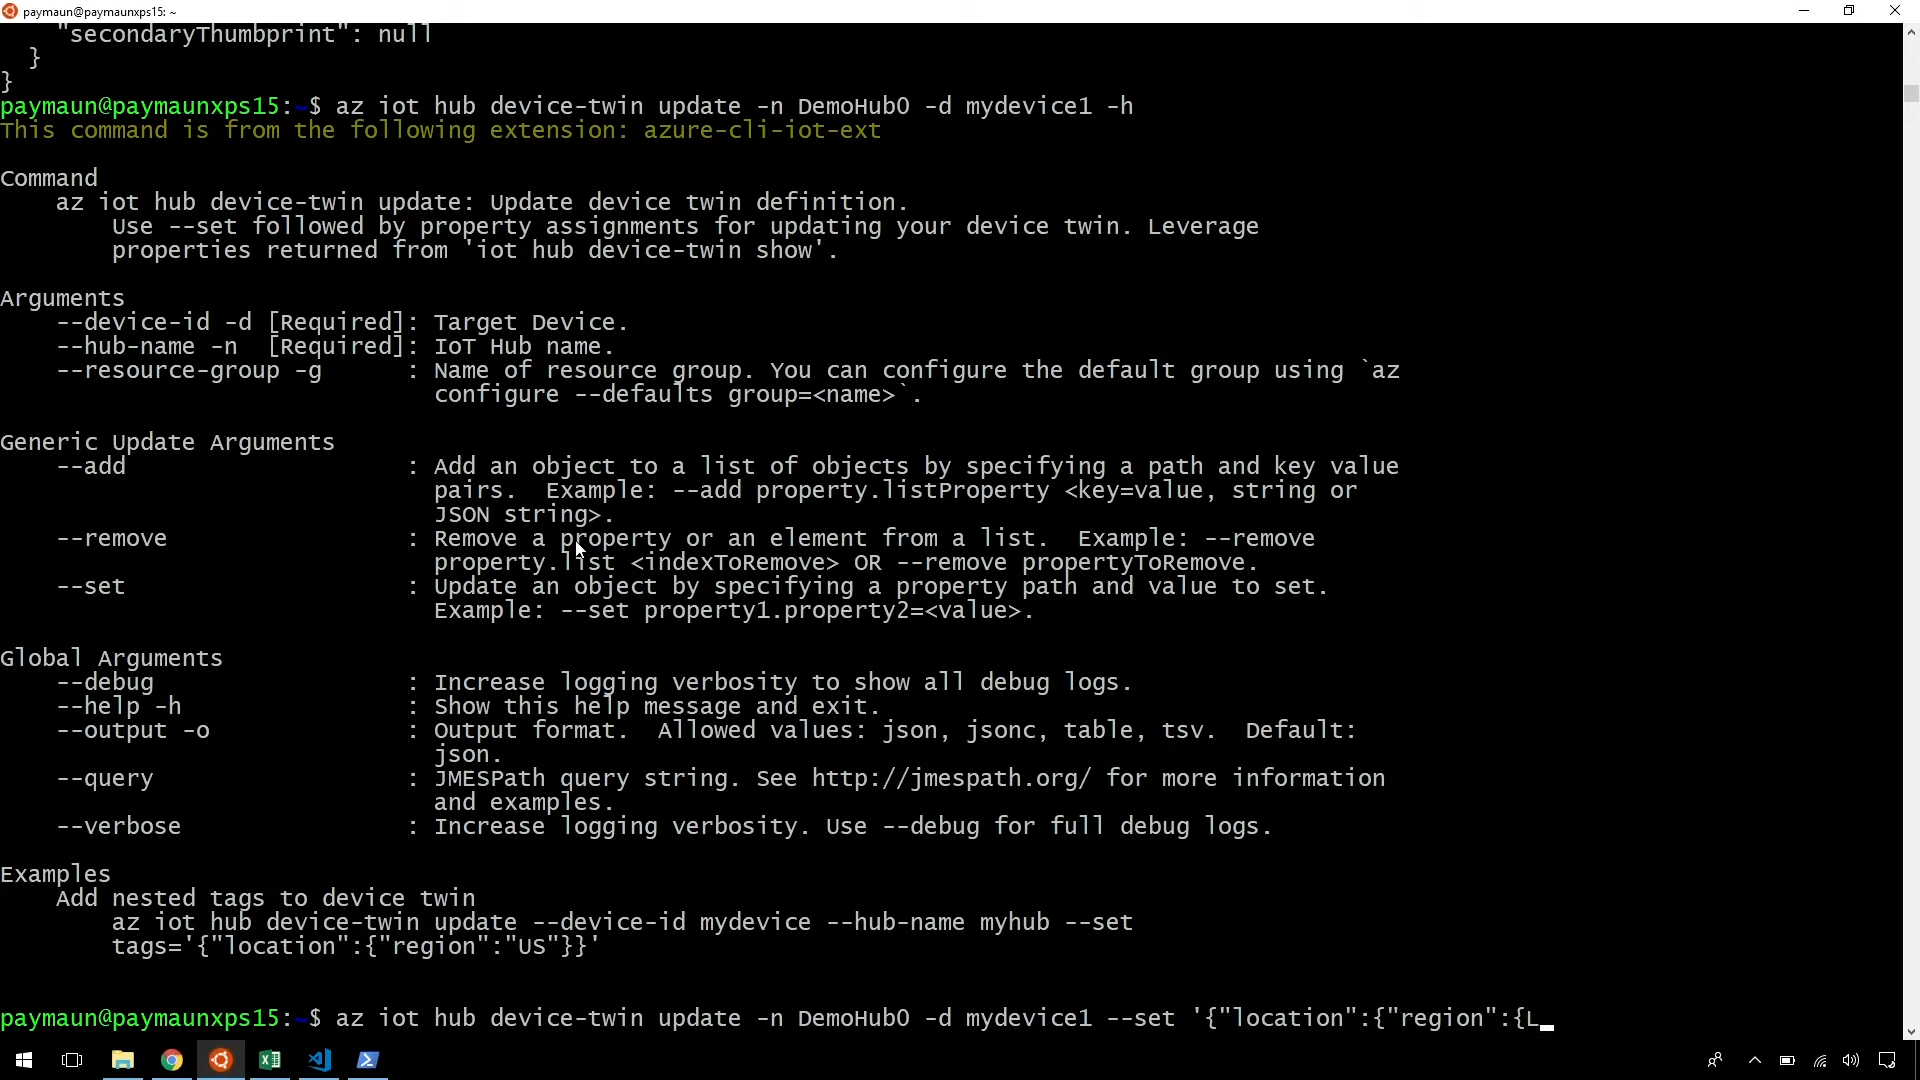 paymaun@paymaunxps15: ~
"secondaryThumbprint": null
}
}
paymaun@paymaunxps15:~$ az iot hub device-twin update -n DemoHub0 -d mydevice1 -h
This command is from the following extension: azure-cli-iot-ext
Command
az iot hub device-twin update: Update device twin definition.
Use --set followed by property assignments for updating your device twin. Leverage
properties returned from 'iot hub device-twin show'.
Arguments
--device-id -d [Required]: Target Device.
--hub-name -n  [Required]: IoT Hub name.
--resource-group -g      : Name of resource group. You can configure the default group using `az
configure --defaults group=<name>`.
Generic Update Arguments
--add                    : Add an object to a list of objects by specifying a path and key value
pairs.  Example: --add property.listProperty <key=value, string or
JSON string>.
--remove                 : Remove a property or an element from a list.  Example: --remove
property.list <indexToRemove> OR --remove propertyToRemove.
--set                    : Update an object by specifying a property path and value to set.
Example: --set property1.property2=<value>.
Global Arguments
--debug                  : Increase logging verbosity to show all debug logs.
--help -h                : Show this help message and exit.
--output -o              : Output format.  Allowed values: json, jsonc, table, tsv.  Default:
json.
--query                  : JMESPath query string. See http://jmespath.org/ for more information
and examples.
--verbose                : Increase logging verbosity. Use --debug for full debug logs.
Examples
Add nested tags to device twin
az iot hub device-twin update --device-id mydevice --hub-name myhub --set
tags='{"location":{"region":"US"}}'
paymaun@paymaunxps15:~$ az iot hub device-twin update -n DemoHub0 -d mydevice1 --set '{"location":{"region":{L